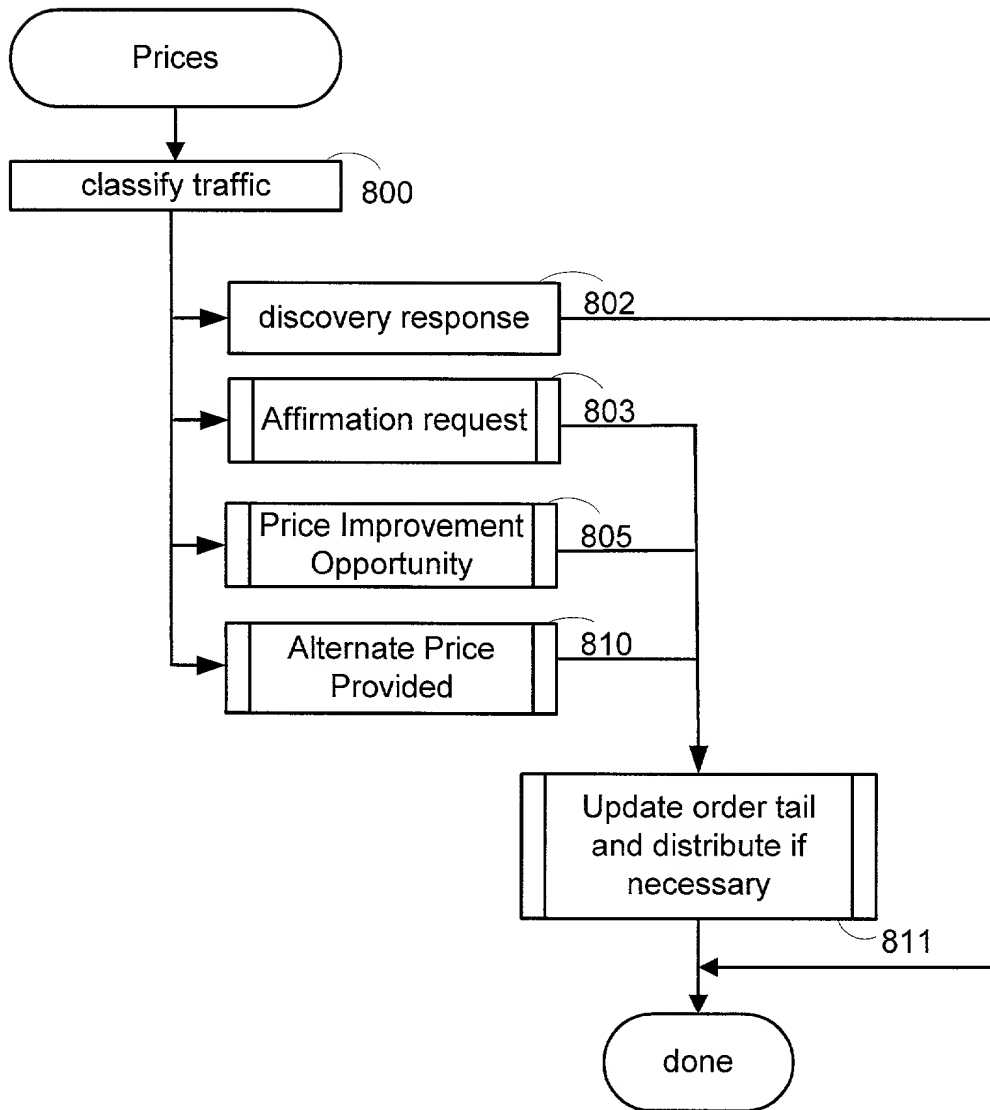 Prices
classify traffic
800
discovery response
802
Affirmation request
803
Price Improvement
Opportunity
805
Alternate Price
Provided
810
Update order tail
and distribute if
necessary
811
done